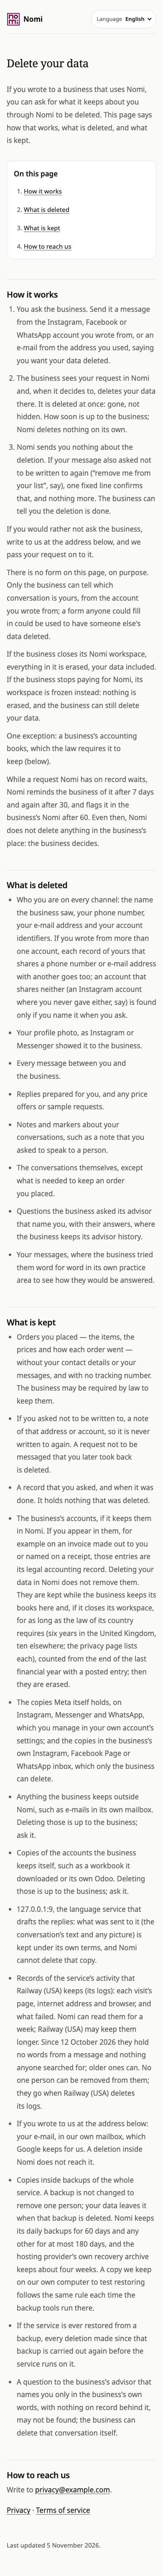 Nomi
Language English
Delete your data
If you wrote to a business that uses Nomi,
you can ask for what it keeps about you
through Nomi to be deleted. This page says
how that works, what is deleted, and what
is kept.
On this page
1. How it works
2. What is deleted
3. What is kept
4. How to reach us
How it works
1. You ask the business. Send it a message
from the Instagram, Facebook or
WhatsApp account you wrote from, or an
e-mail from the address you used, saying
you want your data deleted.
2. The business sees your request in Nomi
and, when it decides to, deletes your data
there. It is deleted at once: gone, not
hidden. How soon is up to the business;
Nomi deletes nothing on its own.
3. Nomi sends you nothing about the
deletion. If your message also asked not
to be written to again (“remove me from
your list”, say), one fixed line confirms
that, and nothing more. The business can
tell you the deletion is done.
If you would rather not ask the business,
write to us at the address below, and we
pass your request on to it.
There is no form on this page, on purpose.
Only the business can tell which
conversation is yours, from the account
you wrote from; a form anyone could fill
in could be used to have someone else’s
data deleted.
If the business closes its Nomi workspace,
everything in it is erased, your data included.
If the business stops paying for Nomi, its
workspace is frozen instead: nothing is
erased, and the business can still delete
your data.
One exception: a business’s accounting
books, which the law requires it to
keep (below).
While a request Nomi has on record waits,
Nomi reminds the business of it after 7 days
and again after 30, and flags it in the
business’s Nomi after 60. Even then, Nomi
does not delete anything in the business’s
place: the business decides.
What is deleted
• Who you are on every channel: the name
the business saw, your phone number,
your e-mail address and your account
identifiers. If you wrote from more than
one account, each record of yours that
shares a phone number or e-mail address
with another goes too; an account that
shares neither (an Instagram account
where you never gave either, say) is found
only if you name it when you ask.
• Your profile photo, as Instagram or
Messenger showed it to the business.
• Every message between you and
the business.
• Replies prepared for you, and any price
offers or sample requests.
• Notes and markers about your
conversations, such as a note that you
asked to speak to a person.
• The conversations themselves, except
what is needed to keep an order
you placed.
• Questions the business asked its advisor
that name you, with their answers, where
the business keeps its advisor history.
• Your messages, where the business tried
them word for word in its own practice
area to see how they would be answered.
What is kept
• Orders you placed — the items, the
prices and how each order went —
without your contact details or your
messages, and with no tracking number.
The business may be required by law to
keep them.
• If you asked not to be written to, a note
of that address or account, so it is never
written to again. A request not to be
messaged that you later took back
is deleted.
• A record that you asked, and when it was
done. It holds nothing that was deleted.
• The business’s accounts, if it keeps them
in Nomi. If you appear in them, for
example on an invoice made out to you
or named on a receipt, those entries are
its legal accounting record. Deleting your
data in Nomi does not remove them.
They are kept while the business keeps its
books here and, if it closes its workspace,
for as long as the law of its country
requires (six years in the United Kingdom,
ten elsewhere; the privacy page lists
each), counted from the end of the last
financial year with a posted entry; then
they are erased.
• The copies Meta itself holds, on
Instagram, Messenger and WhatsApp,
which you manage in your own account’s
settings; and the copies in the business’s
own Instagram, Facebook Page or
WhatsApp inbox, which only the business
can delete.
• Anything the business keeps outside
Nomi, such as e-mails in its own mailbox.
Deleting those is up to the business;
ask it.
• Copies of the accounts the business
keeps itself, such as a workbook it
downloaded or its own Odoo. Deleting
those is up to the business; ask it.
• 127.0.0.1:9, the language service that
drafts the replies: what was sent to it (the
conversation’s text and any picture) is
kept under its own terms, and Nomi
cannot delete that copy.
• Records of the service’s activity that
Railway (USA) keeps (its logs): each visit’s
page, internet address and browser, and
what failed. Nomi can read them for a
week; Railway (USA) may keep them
longer. Since 12 October 2026 they hold
no words from a message and nothing
anyone searched for; older ones can. No
one person can be removed from them;
they go when Railway (USA) deletes
its logs.
• If you wrote to us at the address below:
your e-mail, in our own mailbox, which
Google keeps for us. A deletion inside
Nomi does not reach it.
• Copies inside backups of the whole
service. A backup is not changed to
remove one person; your data leaves it
when that backup is deleted. Nomi keeps
its daily backups for 60 days and any
other for at most 180 days, and the
hosting provider’s own recovery archive
keeps about four weeks. A copy we keep
on our own computer to test restoring
follows the same rule each time the
backup tools run there.
• If the service is ever restored from a
backup, every deletion made since that
backup is carried out again before the
service runs on it.
• A question to the business’s advisor that
names you only in the business’s own
words, with nothing on record behind it,
may not be found; the business can
delete that conversation itself.
How to reach us
Write to privacy@example.com.
Privacy · Terms of service
Last updated 5 November 2026.